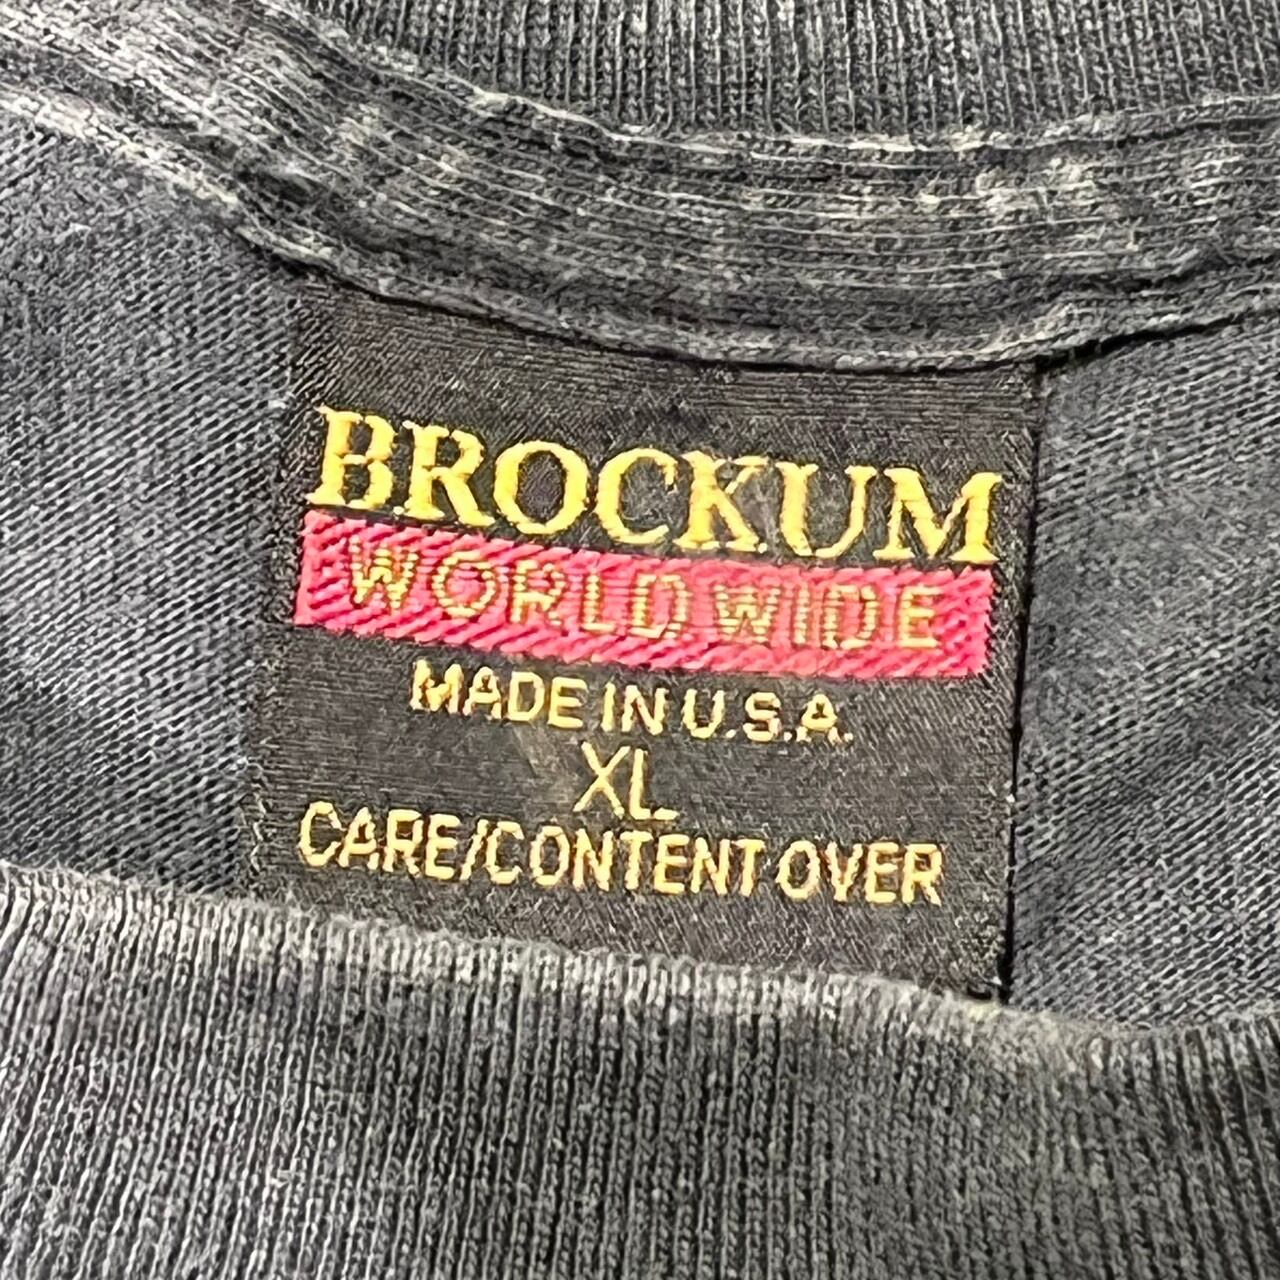 BROCKUM
WORLD WIDE
MADE IN U.S.A.
XL
CARE/CONTENT OVER